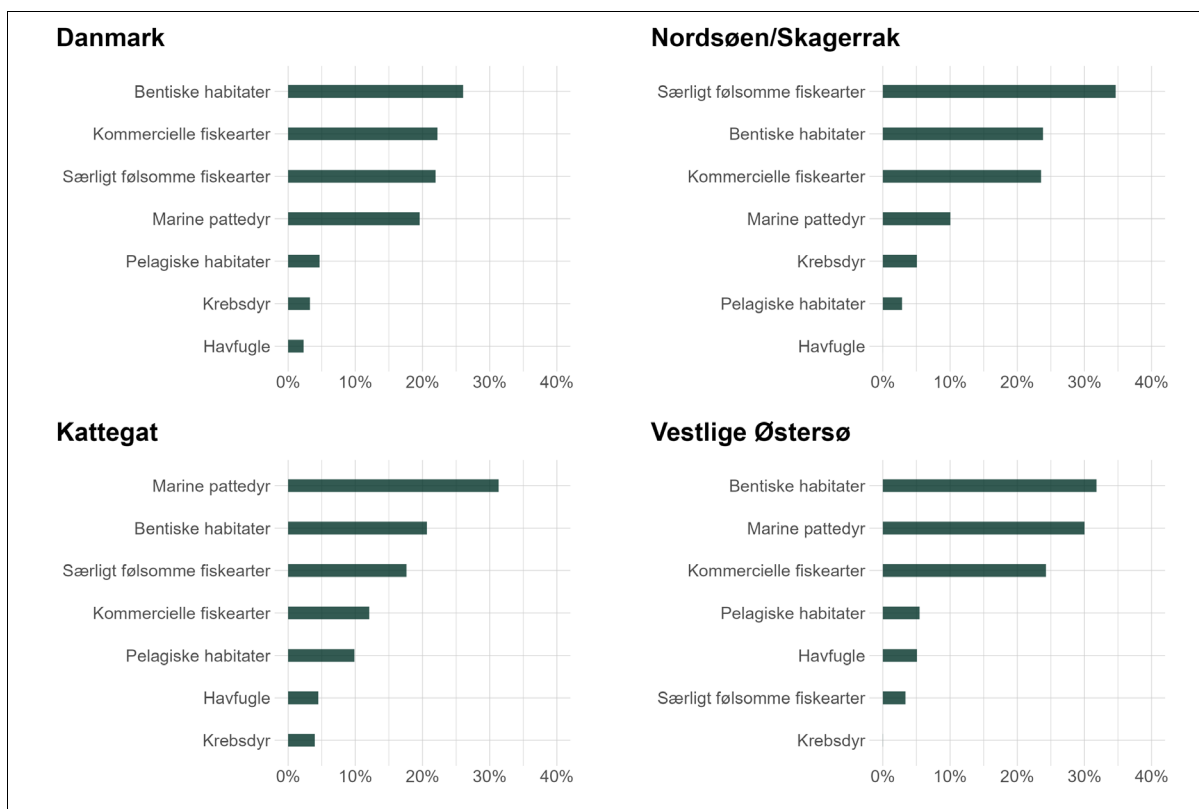 Danmark
Bentiske habitater
Kommercielle fiskearter
Særligt følsomme fiskearter
Marine pattedyr
Pelagiske habitater
Krebsdyr
Havfugle
0% 10% 20% 30% 40%
Nordsøen/Skagerrak
Særligt følsomme fiskearter
Bentiske habitater
Kommercielle fiskearter
Marine pattedyr
Krebsdyr
Pelagiske habitater
Havfugle
0% 10% 20% 30% 40%
Kattegat
Marine pattedyr
Bentiske habitater
Særligt følsomme fiskearter
Kommercielle fiskearter
Pelagiske habitater
Havfugle
Krebsdyr
0% 10% 20% 30% 40%
Vestlige Østersø
Bentiske habitater
Marine pattedyr
Kommercielle fiskearter
Pelagiske habitater
Havfugle
Særligt følsomme fiskearter
Krebsdyr
0% 10% 20% 30% 40%